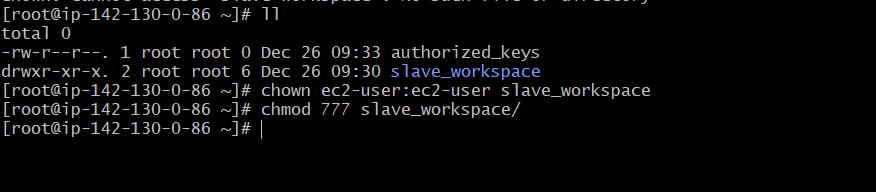 [root@ip-142-130-0-86 ~]# ll
total 0
-rw-r--r--. 1 root root 0 Dec 26 09:33 authorized_keys
drwxr-xr-x. 2 root root 6 Dec 26 09:30 slave_workspace
[root@ip-142-130-0-86 ~]# chown ec2-user:ec2-user slave_workspace
[root@ip-142-130-0-86 ~]# chmod 777 slave_workspace/
[root@ip-142-130-0-86 ~]#